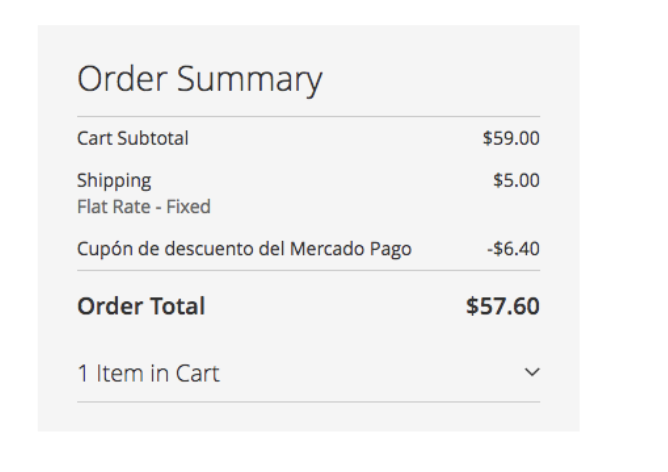 Order Summary
Cart Subtotal $59.00
Shipping $5.00
Flat Rate - Fixed
Cupón de descuento del Mercado Pago -$6.40
Order Total $57.60
1 Item in Cart